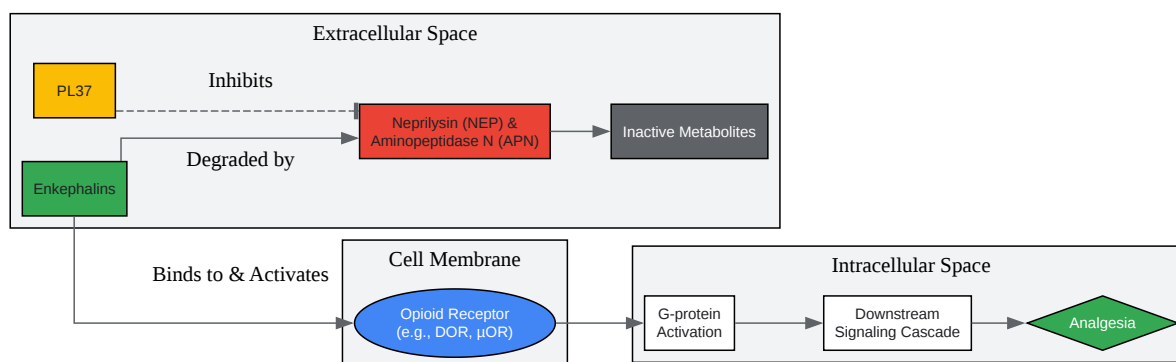 Extracellular Space
PL37
Inhibits
Neprilysin (NEP) &
Aminopeptidase N (APN)
Inactive Metabolites
Degraded by
Enkephalins
Binds to & Activates
Cell Membrane
Opioid Receptor
(e.g., DOR, µOR)
Intracellular Space
G-protein
Activation
Downstream
Signaling Cascade
Analgesia